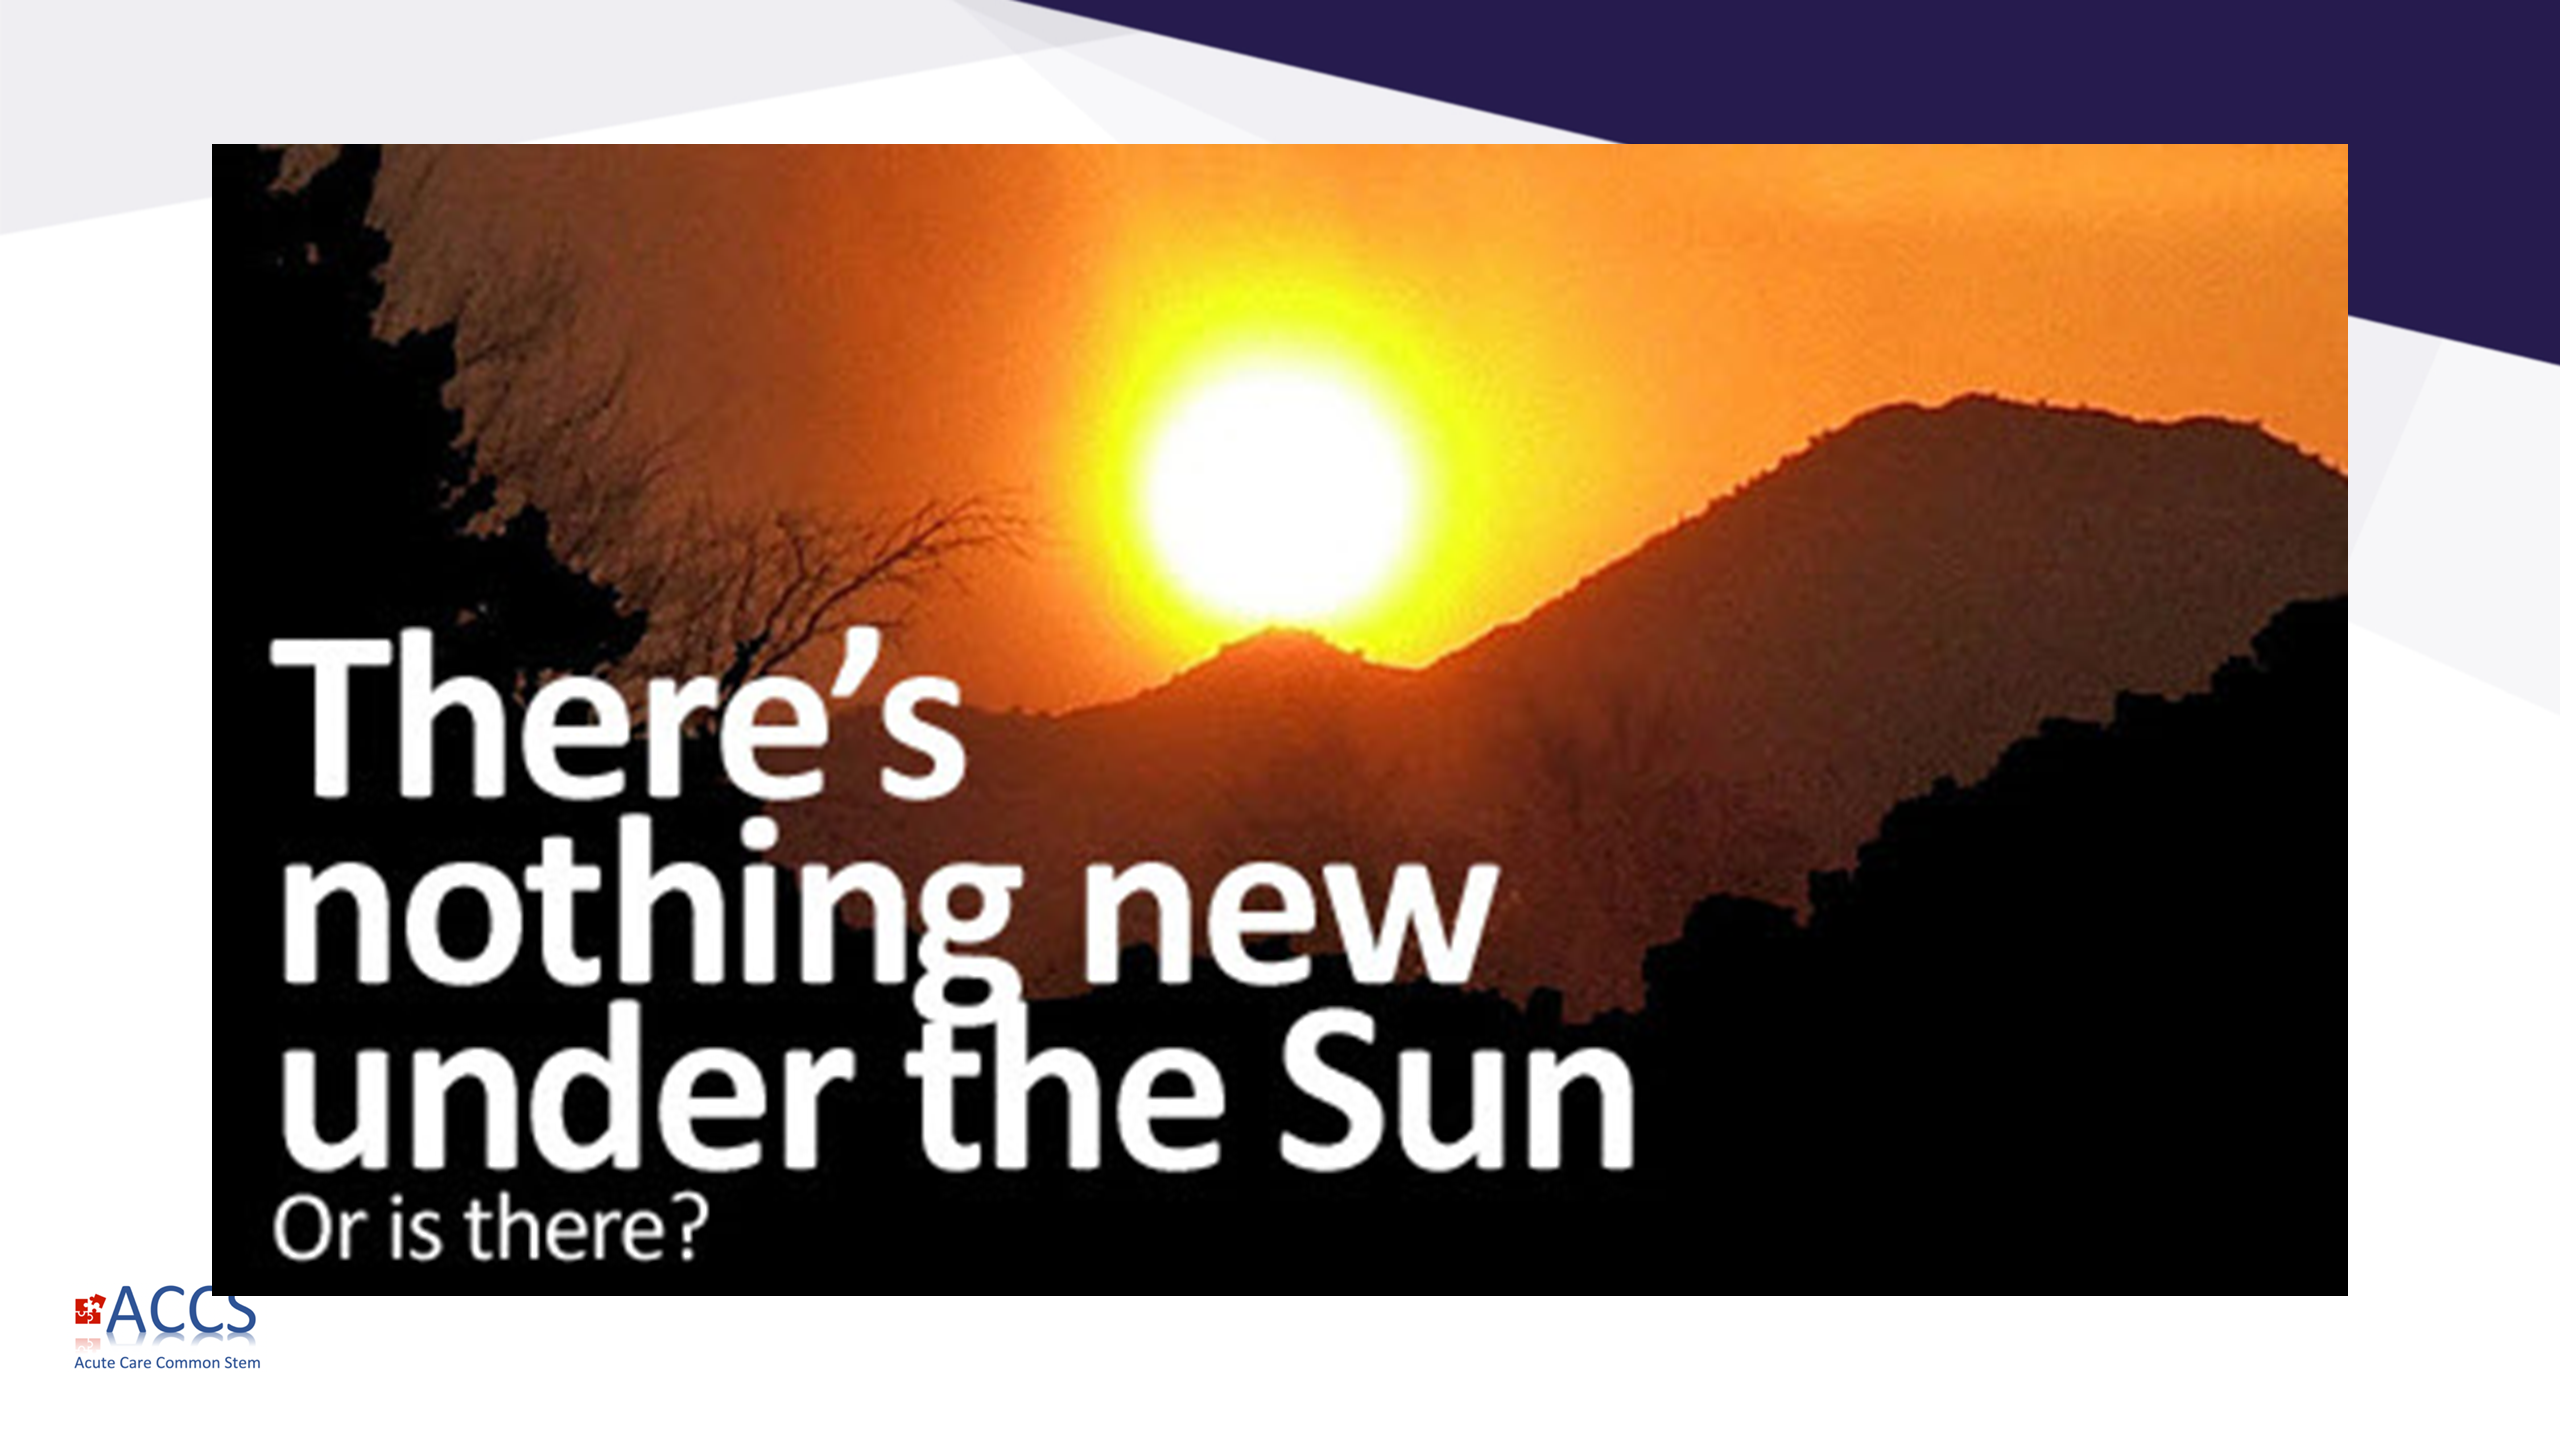 There’s
nothing new
under the Sun
Or is there?
ACCS
Acute Care Common Stem